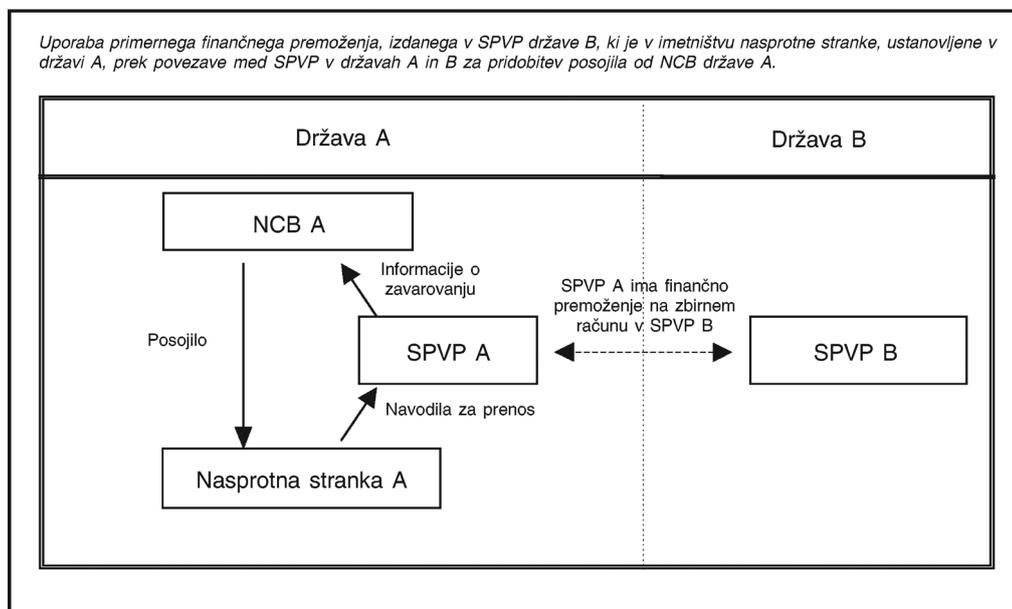 Uporaba primernega finančnega premoženja, izdanega v SPVP države B, ki je v imetništvu nasprotne stranke, ustanovljene v
državi A, prek povezave med SPVP v državah A in B za pridobitev posojila od NCB države A.
Država A
Država B
NCB A
Informacije o
zavarovanju
SPVP A ima finančno
premoženje na zbirnem
računu v SPVP B
Posojilo
SPVP A
SPVP B
Navodila za prenos
Nasprotna stranka A